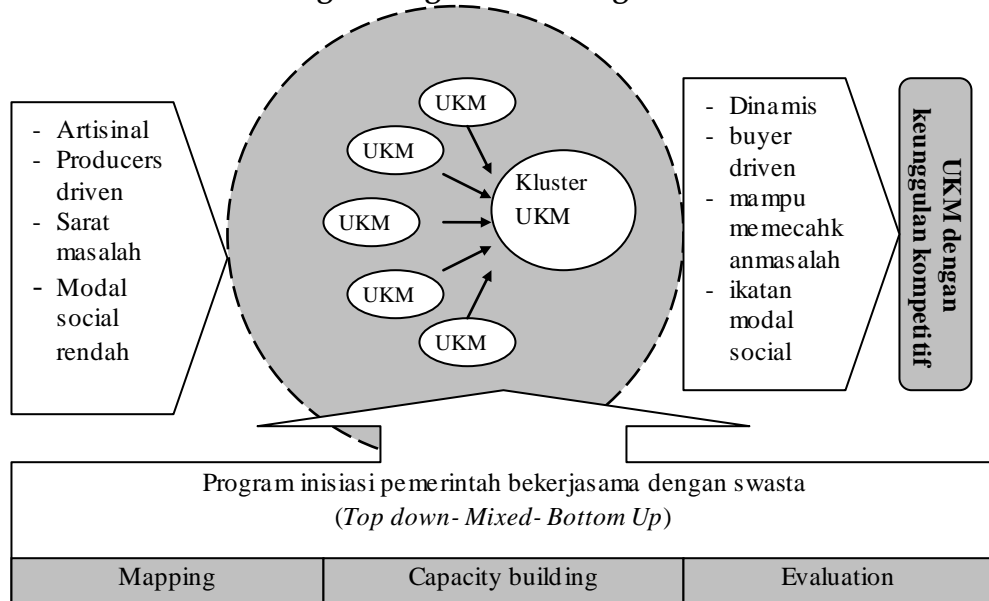 - Artisinal
- Producers
driven
- Sarat
masalah
- Modal
social
rendah
UKM
UKM
UKM
UKM
UKM
Kluster
UKM
- Dinamis
- buyer
driven
- mampu
memecahk
anmasalah
- ikatan
modal
social
UKM dengan
keunggulan kompetitif
Program inisiasi pemerintah bekerjasama dengan swasta
(Top down- Mixed- Bottom Up)
Mapping
Capacity building
Evaluation